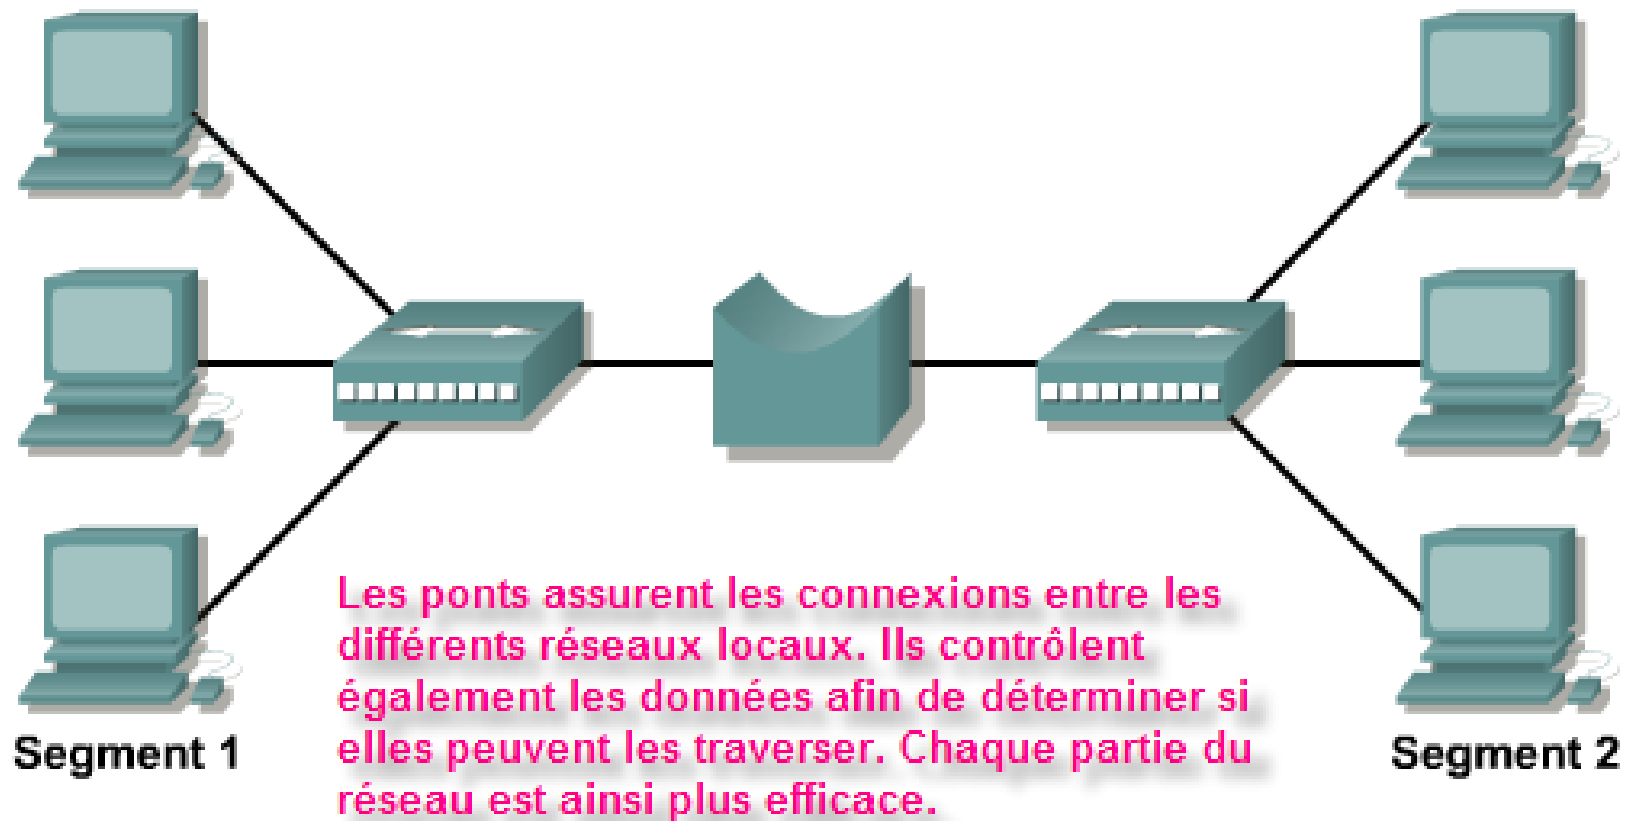 Les ponts assurent les connexions entre les
différents réseaux locaux. Ils contrôlent
également les données afin de déterminer si
elles peuvent les traverser. Chaque partie du
réseau est ainsi plus efficace.
Segment 1
Segment 2